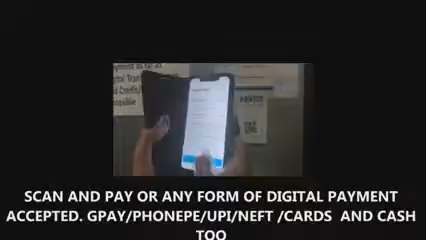 SCAN AND PAY OR ANY FORM OF DIGITAL PAYMENT
ACCEPTED. GPAY/PHONEPE/UPI/NEFT /CARDS  AND CASH
TOO